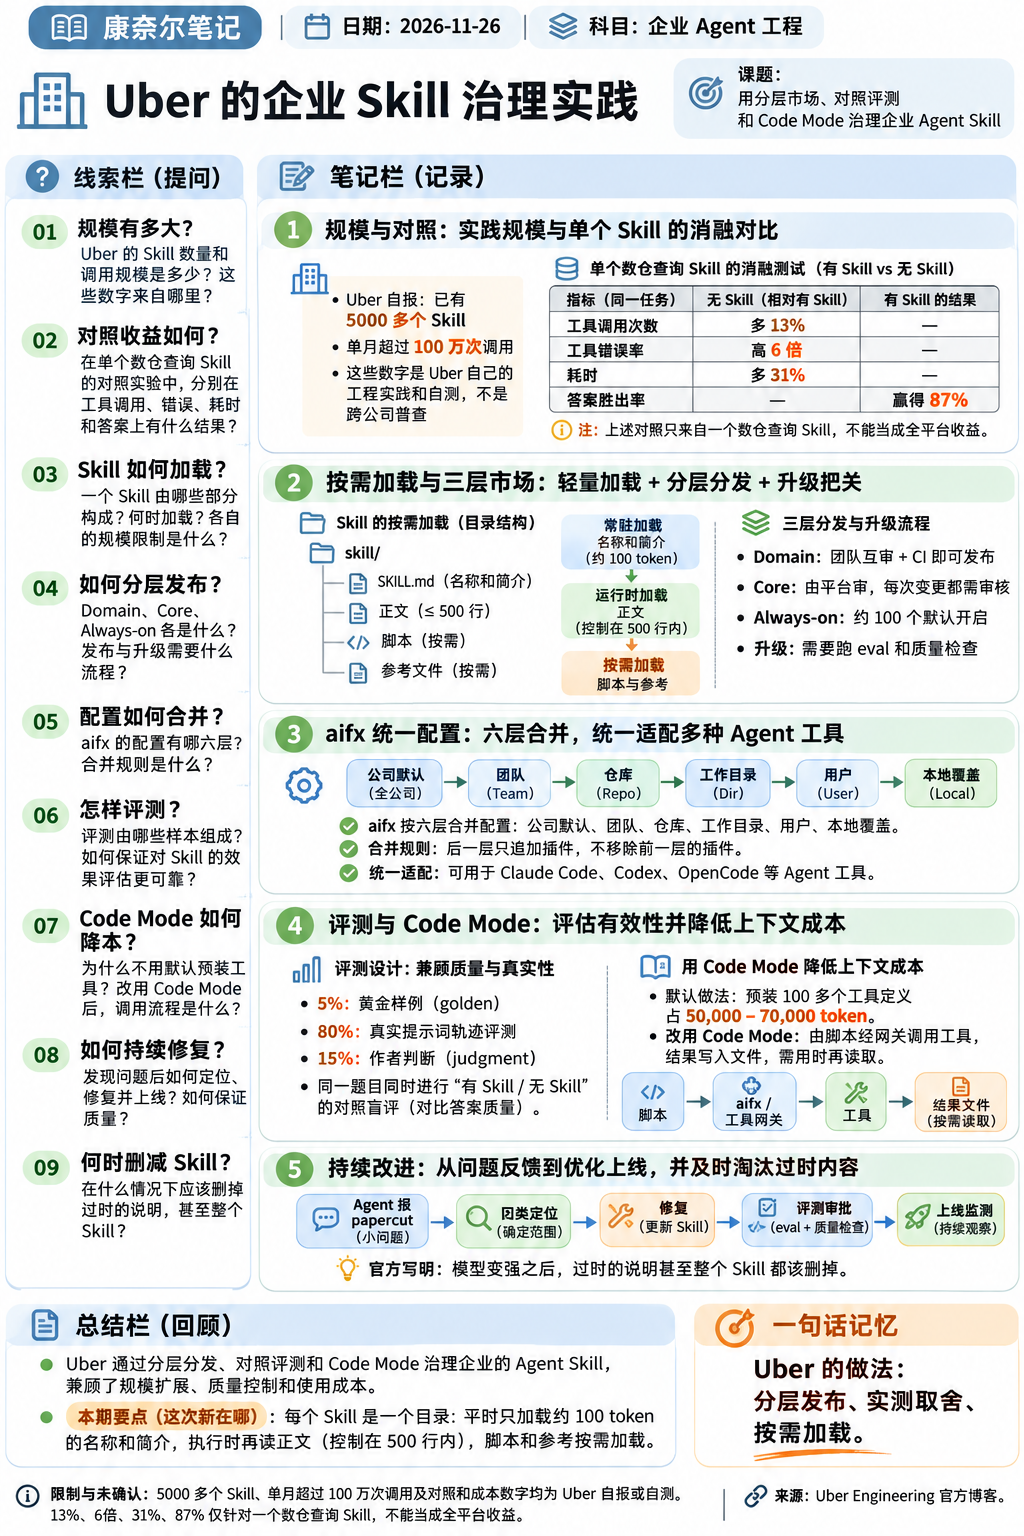 康奈尔笔记
日期：2026-11-26
科目：企业 Agent 工程
Uber 的企业 Skill 治理实践
课题：
用分层市场、对照评测
和 Code Mode 治理企业 Agent Skill
线索栏（提问）
01 规模有多大？
Uber 的 Skill 数量和
调用规模是多少？这
些数字来自哪里？
02 对照收益如何？
在单个数仓查询 Skill
的对照实验中，分别在
工具调用、错误、耗时
和答案上有什么结果？
03 Skill 如何加载？
一个 Skill 由哪些部分
构成？何时加载？各自
的规模限制是什么？
04 如何分层发布？
Domain、Core、
Always-on 各是什么？
发布与升级需要什么
流程？
05 配置如何合并？
aifx 的配置有哪六层？
合并规则是什么？
06 怎样评测？
评测由哪些样本组成？
如何保证对 Skill 的效
果评估更可靠？
07 Code Mode 如何
降本？
为什么不用默认预装工
具？改用 Code Mode
后，调用流程是什么？
08 如何持续修复？
发现问题后如何定位、
修复并上线？如何保证
质量？
09 何时删减 Skill？
在什么情况下应该删掉
过时的说明，甚至整个
Skill？
笔记栏（记录）
1 规模与对照：实践规模与单个 Skill 的消融对比
• Uber 自报：已有
5000 多个 Skill
• 单月超过 100 万次调用
• 这些数字是 Uber 自己的
工程实践和自测，不是
跨公司普查
单个数仓查询 Skill 的消融测试（有 Skill vs 无 Skill）
指标（同一任务） 无 Skill（相对有 Skill） 有 Skill 的结果
工具调用次数 多 13% —
工具错误率 高 6 倍 —
耗时 多 31% —
答案胜出率 — 赢得 87%
注：上述对照只来自一个数仓查询 Skill，不能当成全平台收益。
2 按需加载与三层市场：轻量加载 + 分层分发 + 升级把关
Skill 的按需加载（目录结构）
skill/
SKILL.md（名称和简介）
正文（≤ 500 行）
脚本（按需）
参考文件（按需）
常驻加载
名称和简介
（约 100 token）
运行时加载
正文
（控制在 500 行内）
按需加载
脚本与参考
三层分发与升级流程
• Domain：团队互审 + CI 即可发布
• Core：由平台审，每次变更都需审核
• Always-on：约 100 个默认开启
• 升级：需要跑 eval 和质量检查
3 aifx 统一配置：六层合并，统一适配多种 Agent 工具
公司默认
（全公司）
团队
（Team）
仓库
（Repo）
工作目录
（Dir）
用户
（User）
本地覆盖
（Local）
aifx 按六层合并配置：公司默认、团队、仓库、工作目录、用户、本地覆盖。
合并规则：后一层只追加插件，不移除前一层的插件。
统一适配：可用于 Claude Code、Codex、OpenCode 等 Agent 工具。
4 评测与 Code Mode：评估有效性并降低上下文成本
评测设计：兼顾质量与真实性
• 5%：黄金样例（golden）
• 80%：真实提示词轨迹评测
• 15%：作者判断（judgment）
• 同一题目同时进行 “有 Skill / 无 Skill”
的对照盲评（对比答案质量）。
用 Code Mode 降低上下文成本
• 默认做法：预装 100 多个工具定义
占 50,000 – 70,000 token。
• 改用 Code Mode：由脚本经网关调用工具，
结果写入文件，需用时再读取。
脚本
aifx /
工具网关
工具
结果文件
（按需读取）
5 持续改进：从问题反馈到优化上线，并及时淘汰过时内容
Agent 报
papercut
（小问题）
因类定位
（确定范围）
修复
（更新 Skill）
评测审批
（eval + 质量检查）
上线监测
（持续观察）
官方写明：模型变强之后，过时的说明甚至整个 Skill 都该删掉。
总结栏（回顾）
Uber 通过分层分发、对照评测和 Code Mode 治理企业的 Agent Skill，
兼顾了规模扩展、质量控制和使用成本。
本期要点（这次新在哪）：每个 Skill 是一个目录：平时只加载约 100 token
的名称和简介，执行时再读正文（控制在 500 行内），脚本和参考按需加载。
一句话记忆
Uber 的做法：
分层发布、实测取舍、
按需加载。
限制与未确认：5000 多个 Skill、单月超过 100 万次调用及对照和成本数字均为 Uber 自报或自测。
13%、6倍、31%、87% 仅针对一个数仓查询 Skill，不能当成全平台收益。
来源：Uber Engineering 官方博客。